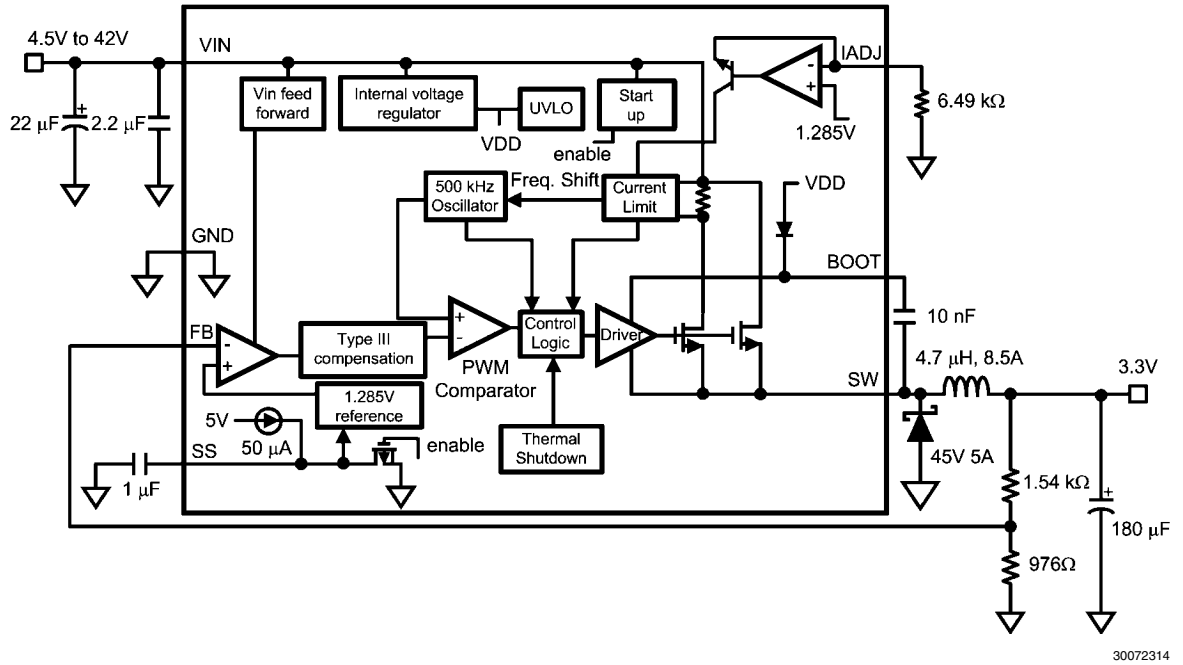 4.5V to 42V
VIN
IADJ
Vin feed
forward
Internal voltage
regulator
UVLO
Start
up
VDD
enable
22 μF
2.2 μF
6.49 kΩ
1.285V
500 kHz
Oscillator
Freq. Shift
Current
Limit
VDD
GND
BOOT
FB
Type III
compensation
PWM
Comparator
Control
Logic
Driver
10 nF
4.7 μH, 8.5A
SW
3.3V
1.285V
reference
5V
50 μA
SS
enable
Thermal
Shutdown
45V 5A
1 μF
1.54 kΩ
180 μF
976Ω
30072314